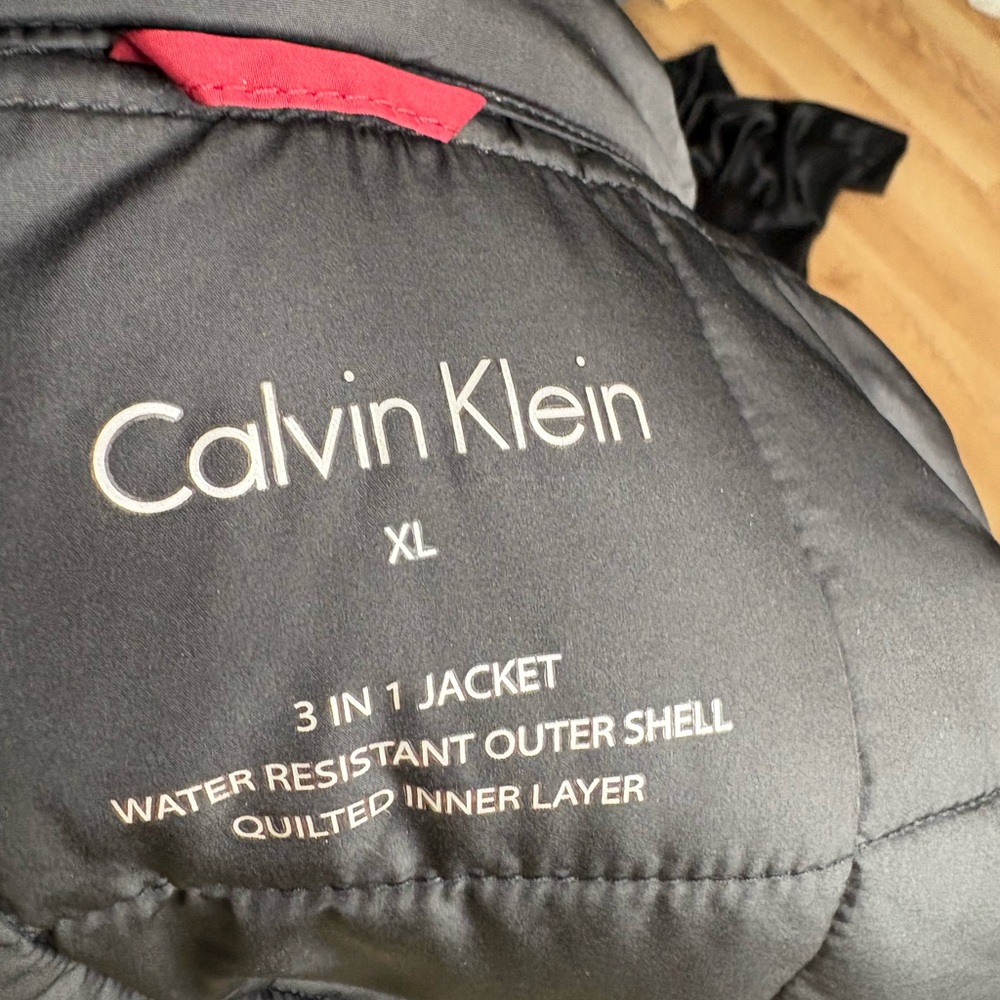 Calvin Klein
XL
3 IN 1 JACKET
WATER RESISTANT OUTER SHELL
QUILTED INNER LAYER